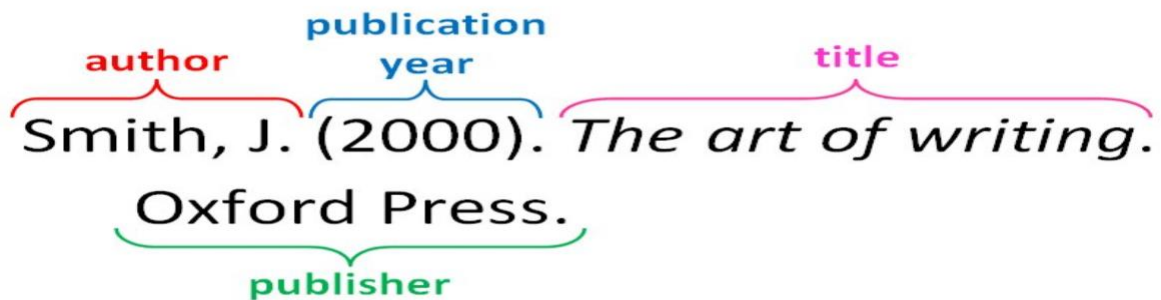 publication
author year title
Smith, J. (2000). The art of writing.
Oxford Press.
publisher